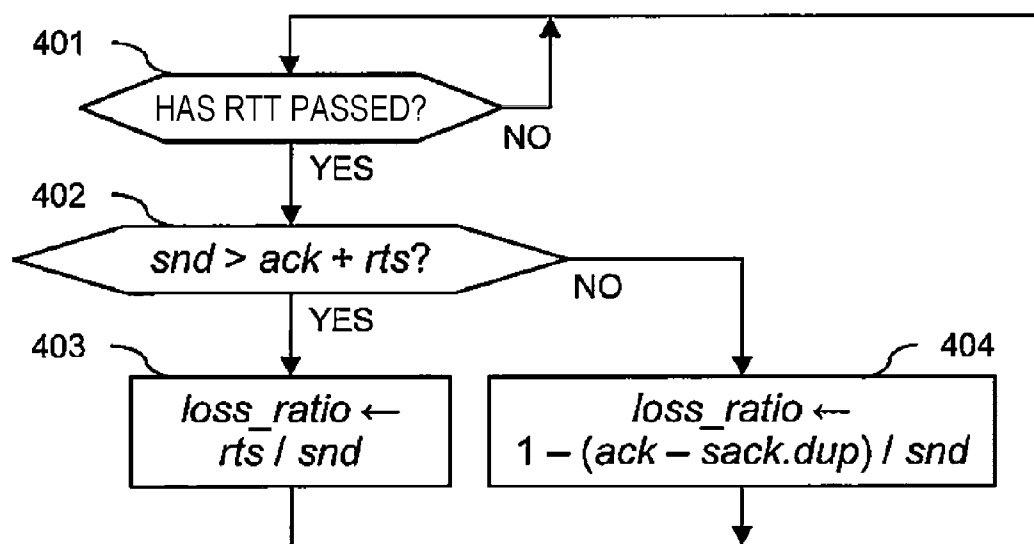 401
HAS RTT PASSED?
NO
YES
402
snd > ack + rts?
NO
YES
403
404
loss_ratio ←
rts / snd
loss_ratio ←
1 – (ack – sack.dup) / snd